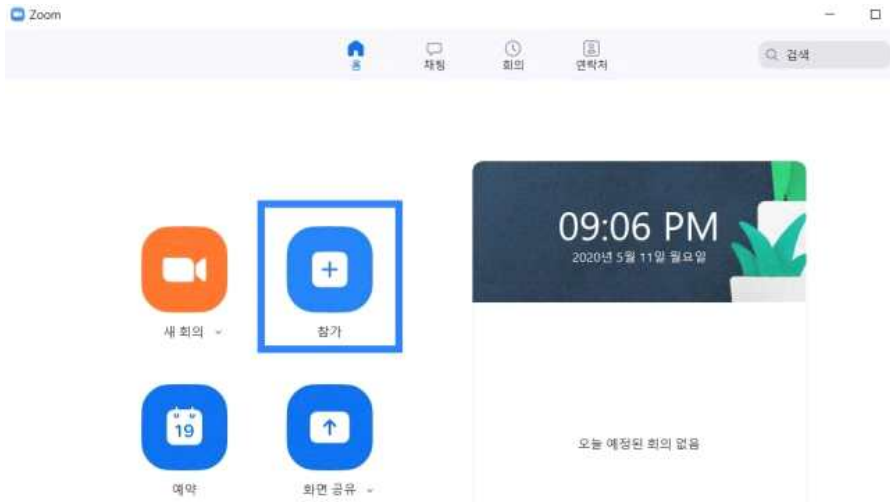 Zoom
홈
채팅
회의
연락처
검색
09:06 PM
2020년 5월 11일 월요일
새 회의
참가
19
예약
화면 공유
오늘 예정된 회의 없음